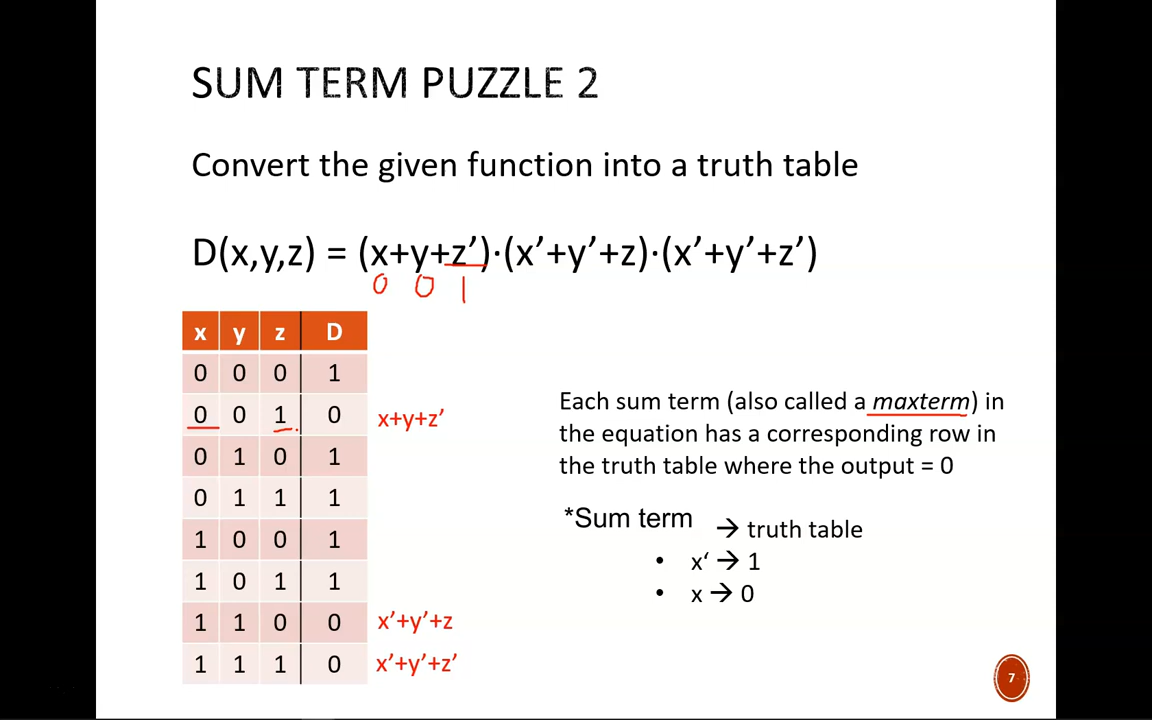 SUM TERM PUZZLE 2
Convert the given function into a truth table
D(x,y,z) = (x+y+z’)·(x’+y’+z)·(x’+y’+z’)
0 0 1
x y z D
0 0 0 1
0 0 1 0 x+y+z’
0 1 0 1
0 1 1 1
1 0 0 1
1 0 1 1
1 1 0 0 x’+y’+z
1 1 1 0 x’+y’+z’
Each sum term (also called a maxterm) in
the equation has a corresponding row in
the truth table where the output = 0
*Sum term → truth table
• x‘ → 1
• x → 0
7